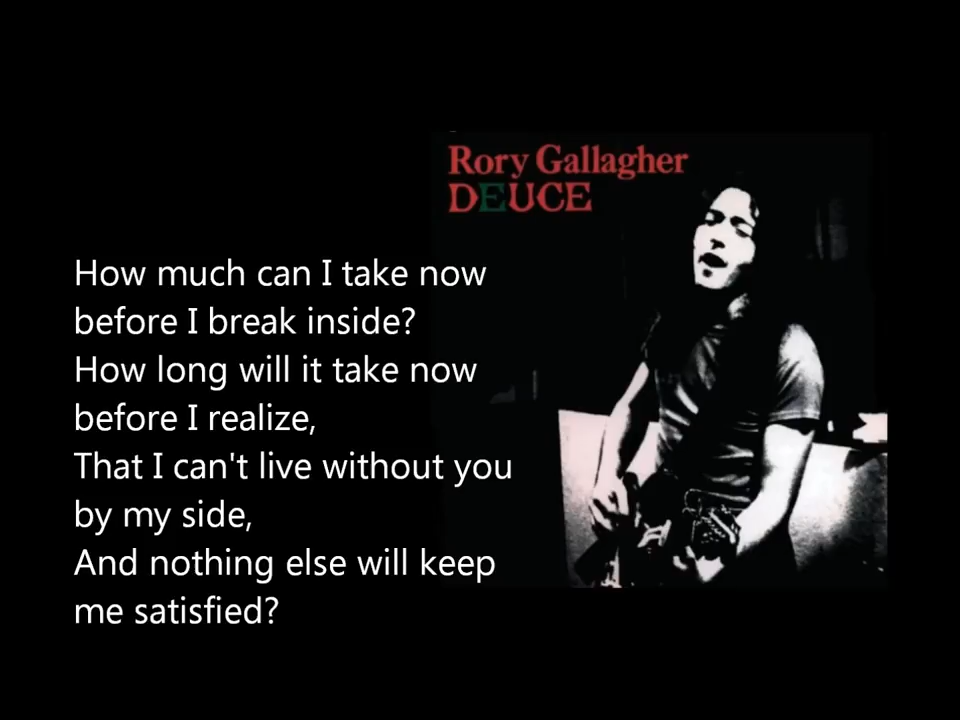 Rory Gallagher
DEUCE
How much can I take now
before I break inside?
How long will it take now
before I realize,
That I can't live without you
by my side,
And nothing else will keep
me satisfied?